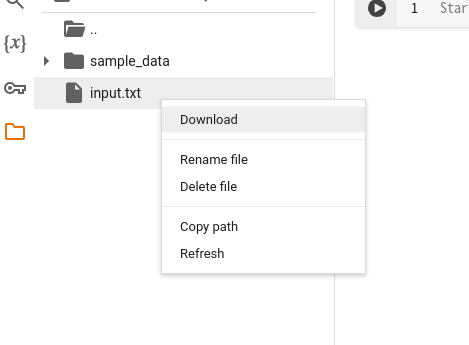 ..
sample_data
input.txt
Download
Rename file
Delete file
Copy path
Refresh
{x}
1 Star